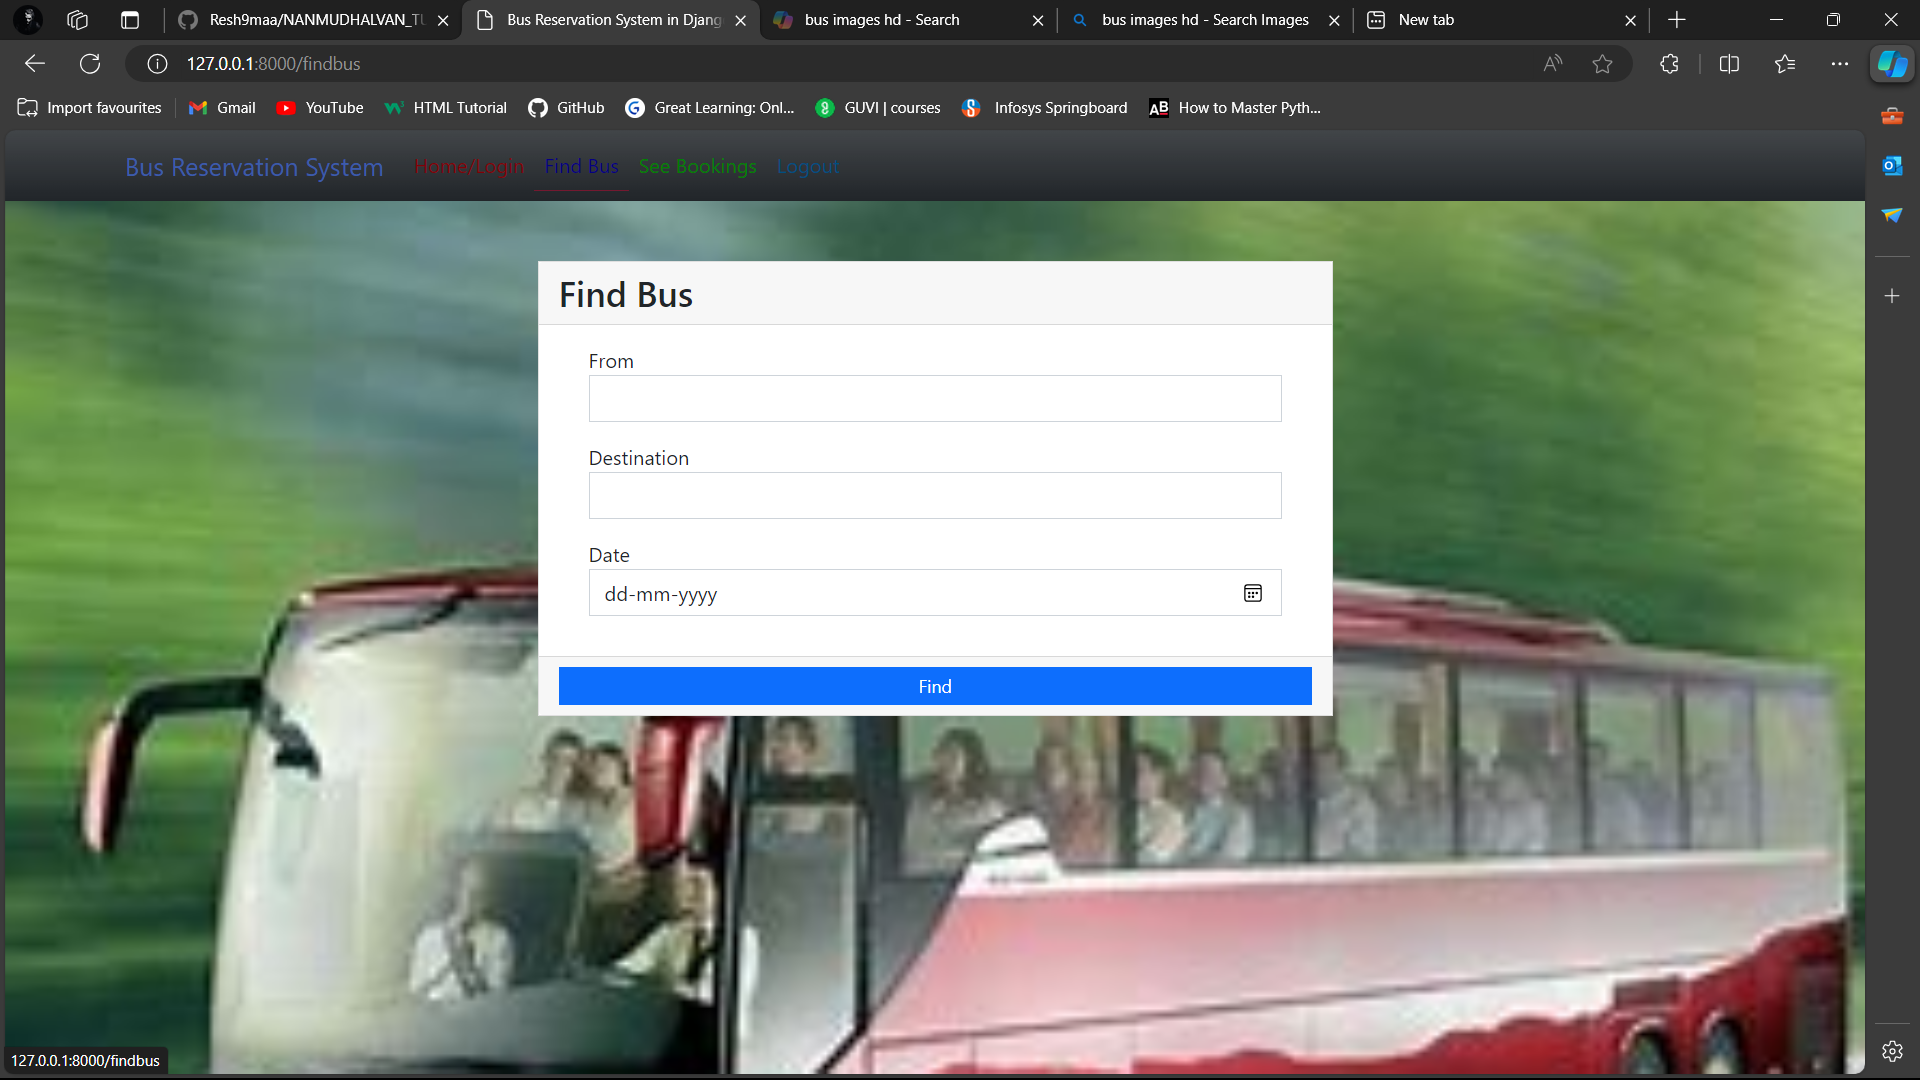 Resh9maa/NANMUDHALVAN_TU
Bus Reservation System in Djang
bus images hd - Search
bus images hd - Search Images
New tab
127.0.0.1:8000/findbus
Import favourites
Gmail
YouTube
HTML Tutorial
GitHub
Great Learning: Onl...
GUVI | courses
Infosys Springboard
How to Master Pyth...
Bus Reservation System
Home/Login
Find Bus
See Bookings
Logout
Find Bus
From
Destination
Date
dd-mm-yyyy
Find
127.0.0.1:8000/findbus